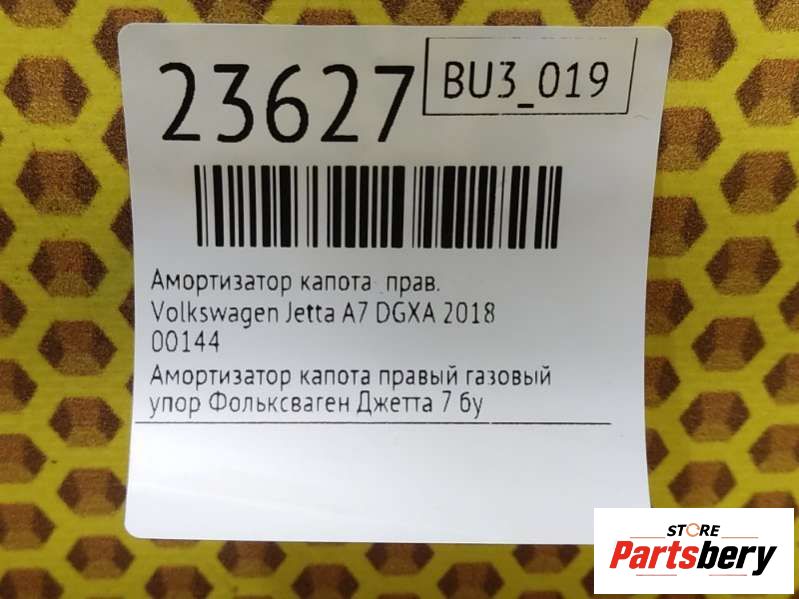 23627
BU3_019
Амортизатор капота прав.
Volkswagen Jetta A7 DGXA 2018
00144
Амортизатор капота правый газовый
упор Фольксваген Джетта 7 бу
STORE
Partsbery